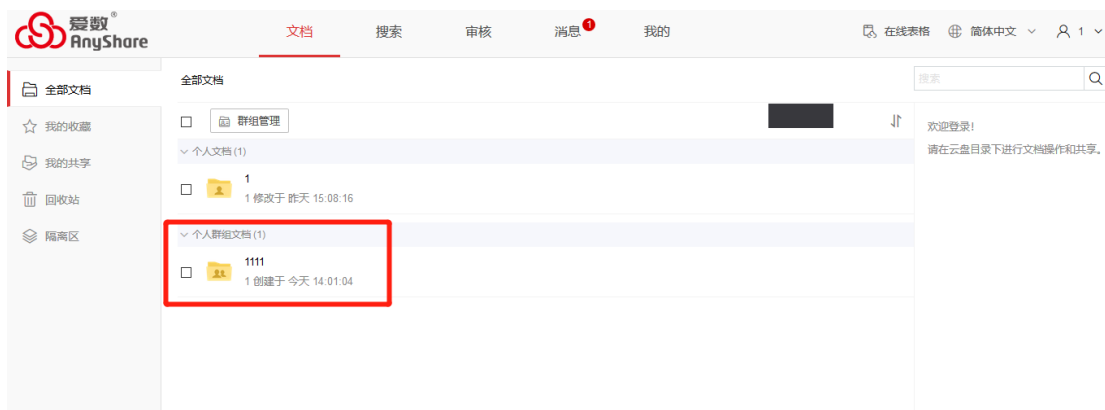 爱数®
AnyShare
文档 搜索 审核 消息 1 我的 在线表格 简体中文 1
全部文档
我的收藏
我的共享
回收站
隔离区
全部文档
群组管理
个人文档(1)
1
1 修改于 昨天 15:08:16
个人群组文档(1)
1111
1 创建于 今天 14:01:04
搜索
欢迎登录!
请在云盘目录下进行文档操作和共享。